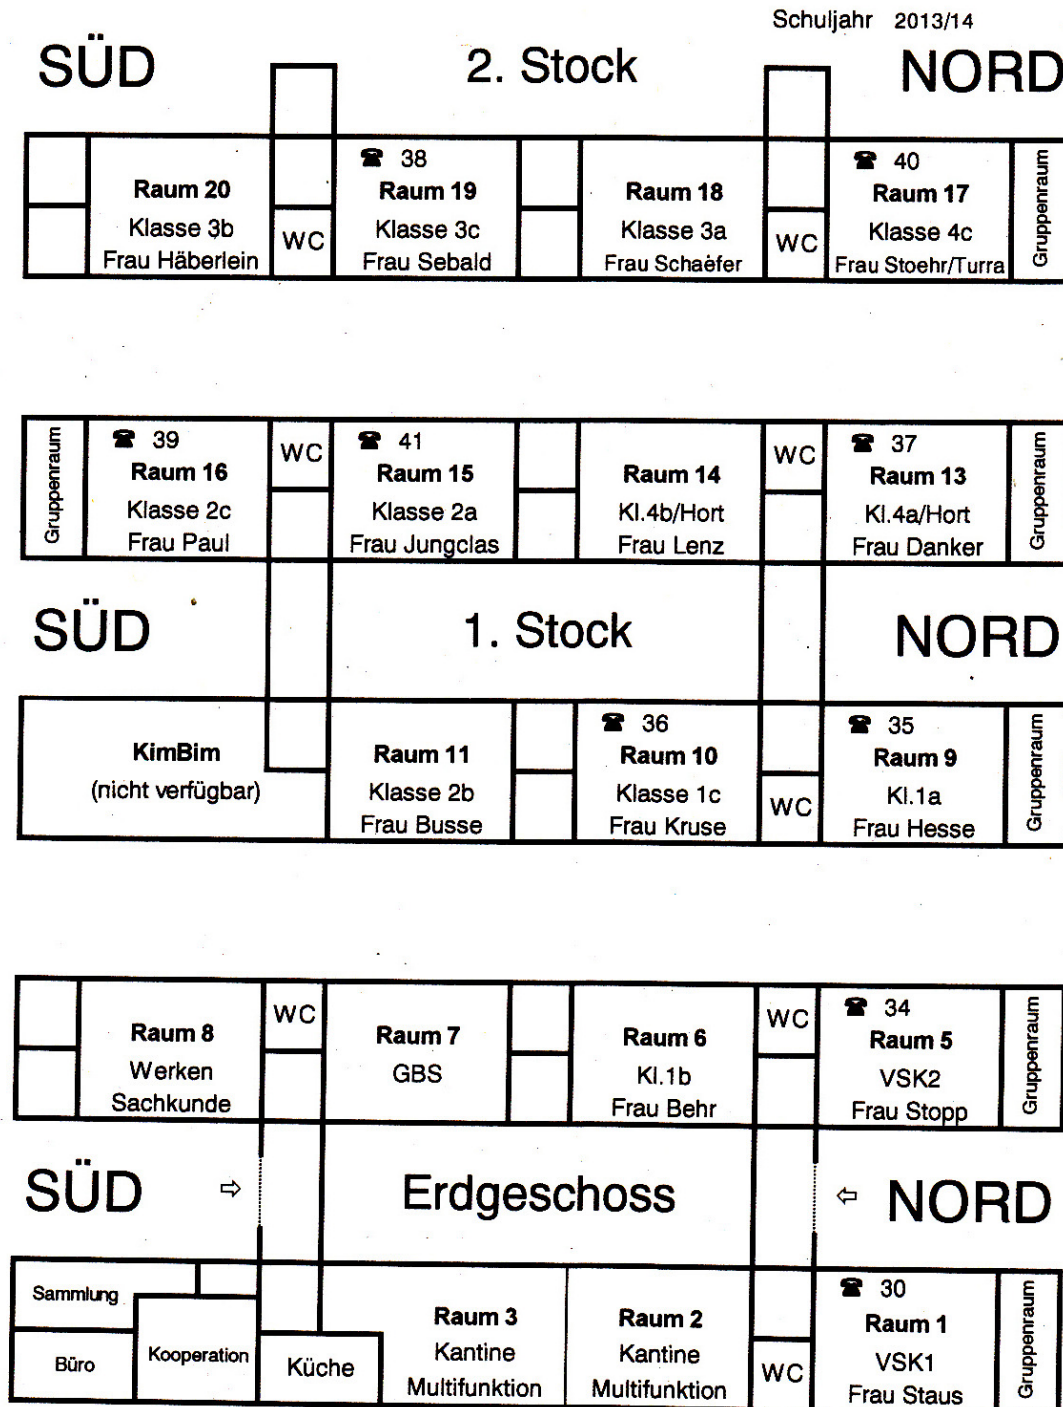 Schuljahr 2013/14
SÜD 2. Stock NORD
Raum 20
Klasse 3b
Frau Häberlein
WC
☎ 38
Raum 19
Klasse 3c
Frau Sebald
Raum 18
Klasse 3a
Frau Schaefer
WC
☎ 40
Raum 17
Klasse 4c
Frau Stoehr/Turra
Gruppenraum
Gruppenraum
☎ 39
Raum 16
Klasse 2c
Frau Paul
WC
☎ 41
Raum 15
Klasse 2a
Frau Jungclas
Raum 14
Kl.4b/Hort
Frau Lenz
WC
☎ 37
Raum 13
Kl.4a/Hort
Frau Danker
Gruppenraum
SÜD 1. Stock NORD
KimBim
(nicht verfügbar)
Raum 11
Klasse 2b
Frau Busse
☎ 36
Raum 10
Klasse 1c
Frau Kruse
WC
☎ 35
Raum 9
Kl.1a
Frau Hesse
Gruppenraum
Raum 8
Werken
Sachkunde
WC
Raum 7
GBS
Raum 6
Kl.1b
Frau Behr
WC
☎ 34
Raum 5
VSK2
Frau Stopp
Gruppenraum
SÜD ⇨ Erdgeschoss ⇦ NORD
Sammlung
Büro
Kooperation
Küche
Raum 3
Kantine
Multifunktion
Raum 2
Kantine
Multifunktion
WC
☎ 30
Raum 1
VSK1
Frau Staus
Gruppenraum